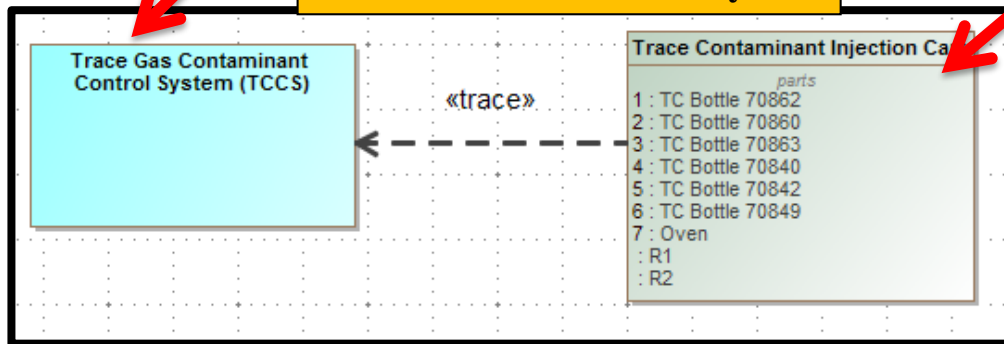 Trace Gas Contaminant
Control System (TCCS)
«trace»
Trace Contaminant Injection
parts
1 : TC Bottle 70862
2 : TC Bottle 70860
3 : TC Bottle 70863
4 : TC Bottle 70840
5 : TC Bottle 70842
6 : TC Bottle 70849
7 : Oven
: R1
: R2